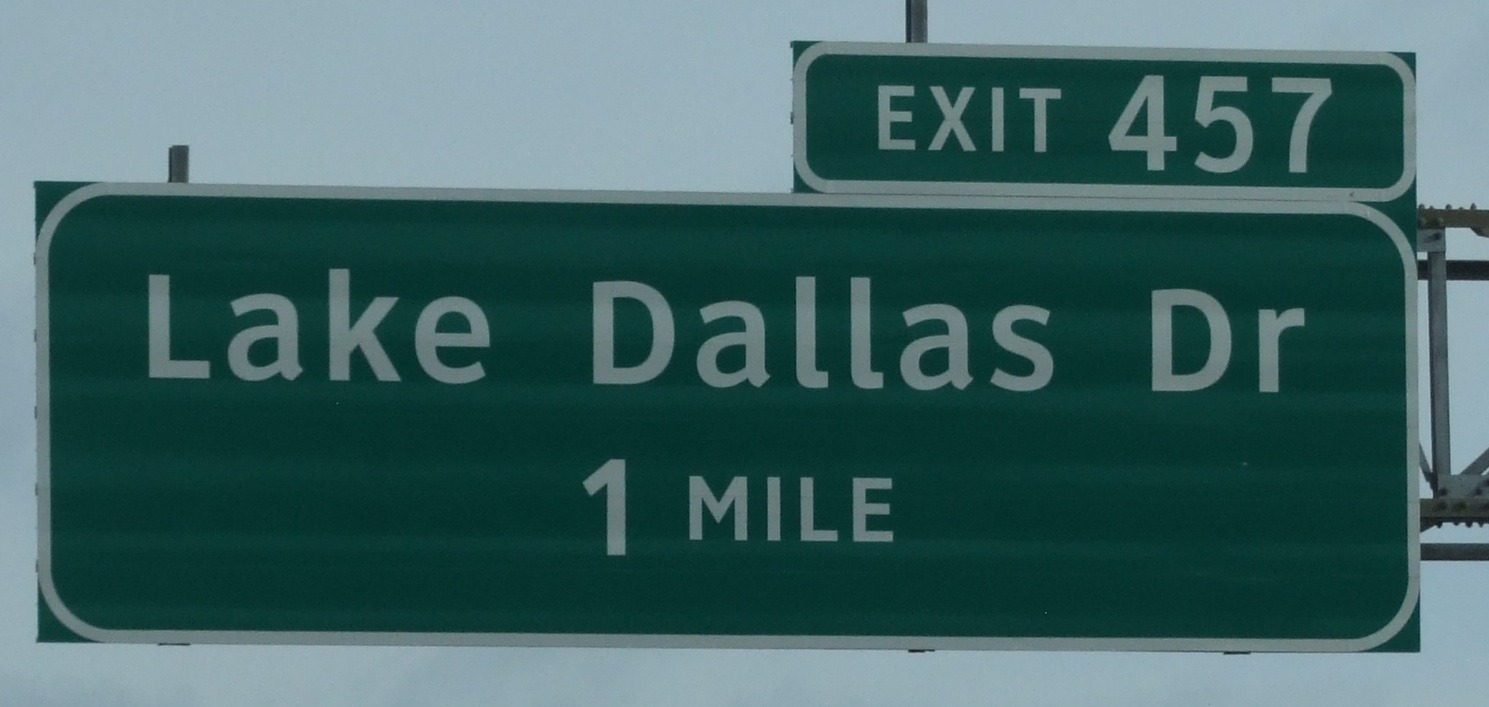 EXIT 457
Lake Dallas Dr
1 MILE